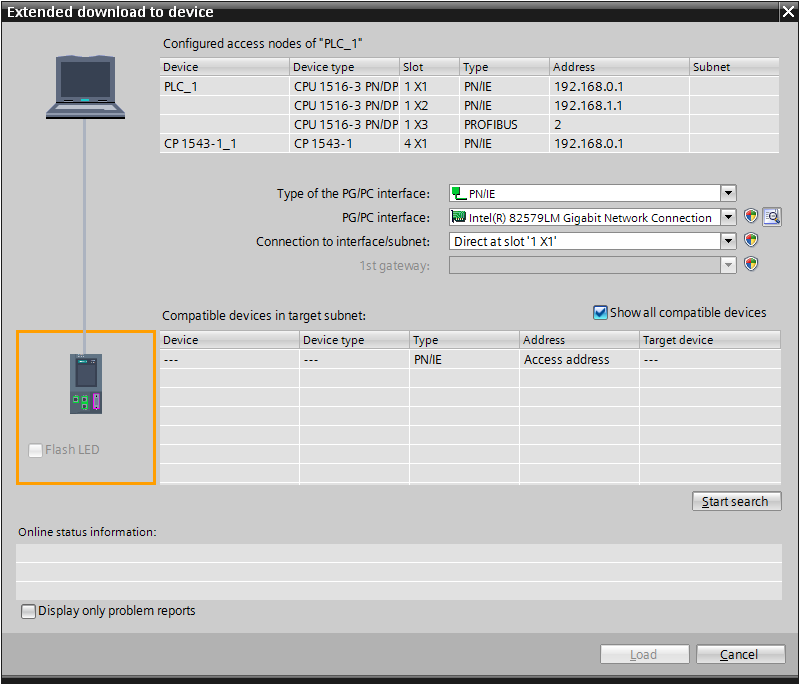 Extended download to device
Configured access nodes of "PLC_1"
Device Device type Slot Type Address Subnet
PLC_1 CPU 1516-3 PN/DP 1 X1 PN/IE 192.168.0.1
CPU 1516-3 PN/DP 1 X2 PN/IE 192.168.1.1
CPU 1516-3 PN/DP 1 X3 PROFIBUS 2
CP 1543-1_1 CP 1543-1 4 X1 PN/IE 192.168.0.1
Type of the PG/PC interface: PN/IE
PG/PC interface: Intel(R) 82579LM Gigabit Network Connection
Connection to interface/subnet: Direct at slot '1 X1'
1st gateway:
Compatible devices in target subnet: Show all compatible devices
Device Device type Type Address Target device
--- --- PN/IE Access address ---
Flash LED
Start search
Online status information:
Display only problem reports
Load Cancel